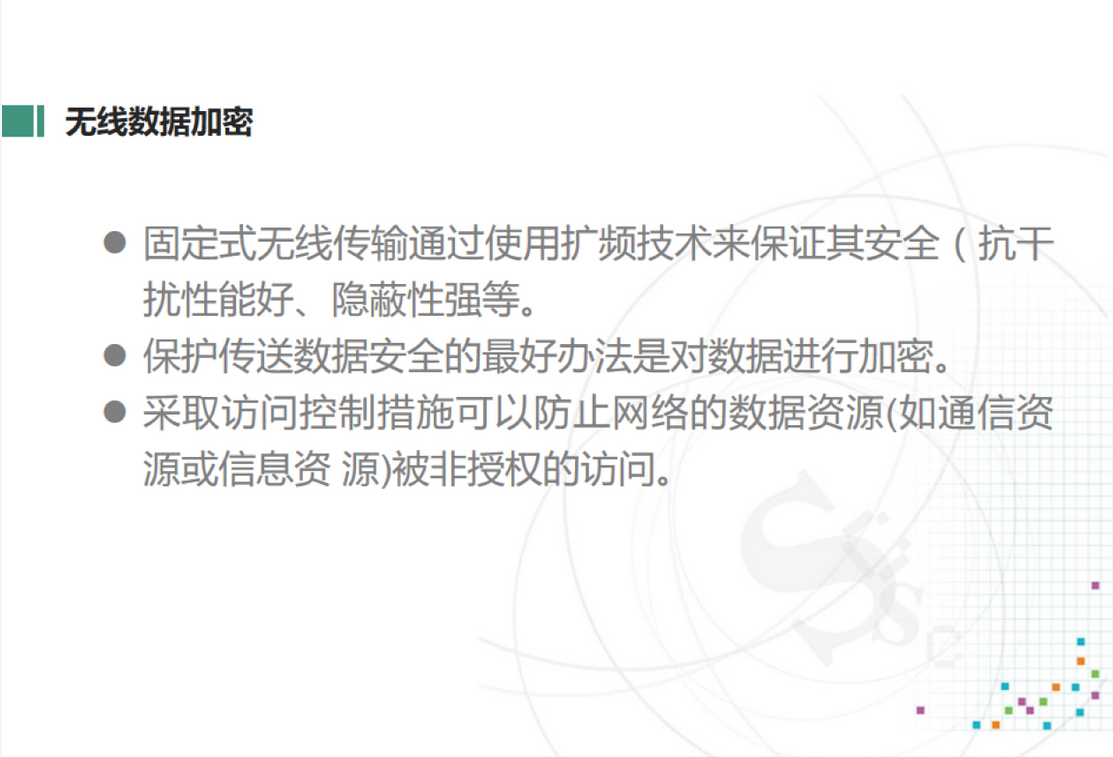 无线数据加密
● 固定式无线传输通过使用扩频技术来保证其安全（抗干
扰性能好、隐蔽性强等。
● 保护传送数据安全的最好办法是对数据进行加密。
● 采取访问控制措施可以防止网络的数据资源(如通信资
源或信息资 源)被非授权的访问。
Ssc